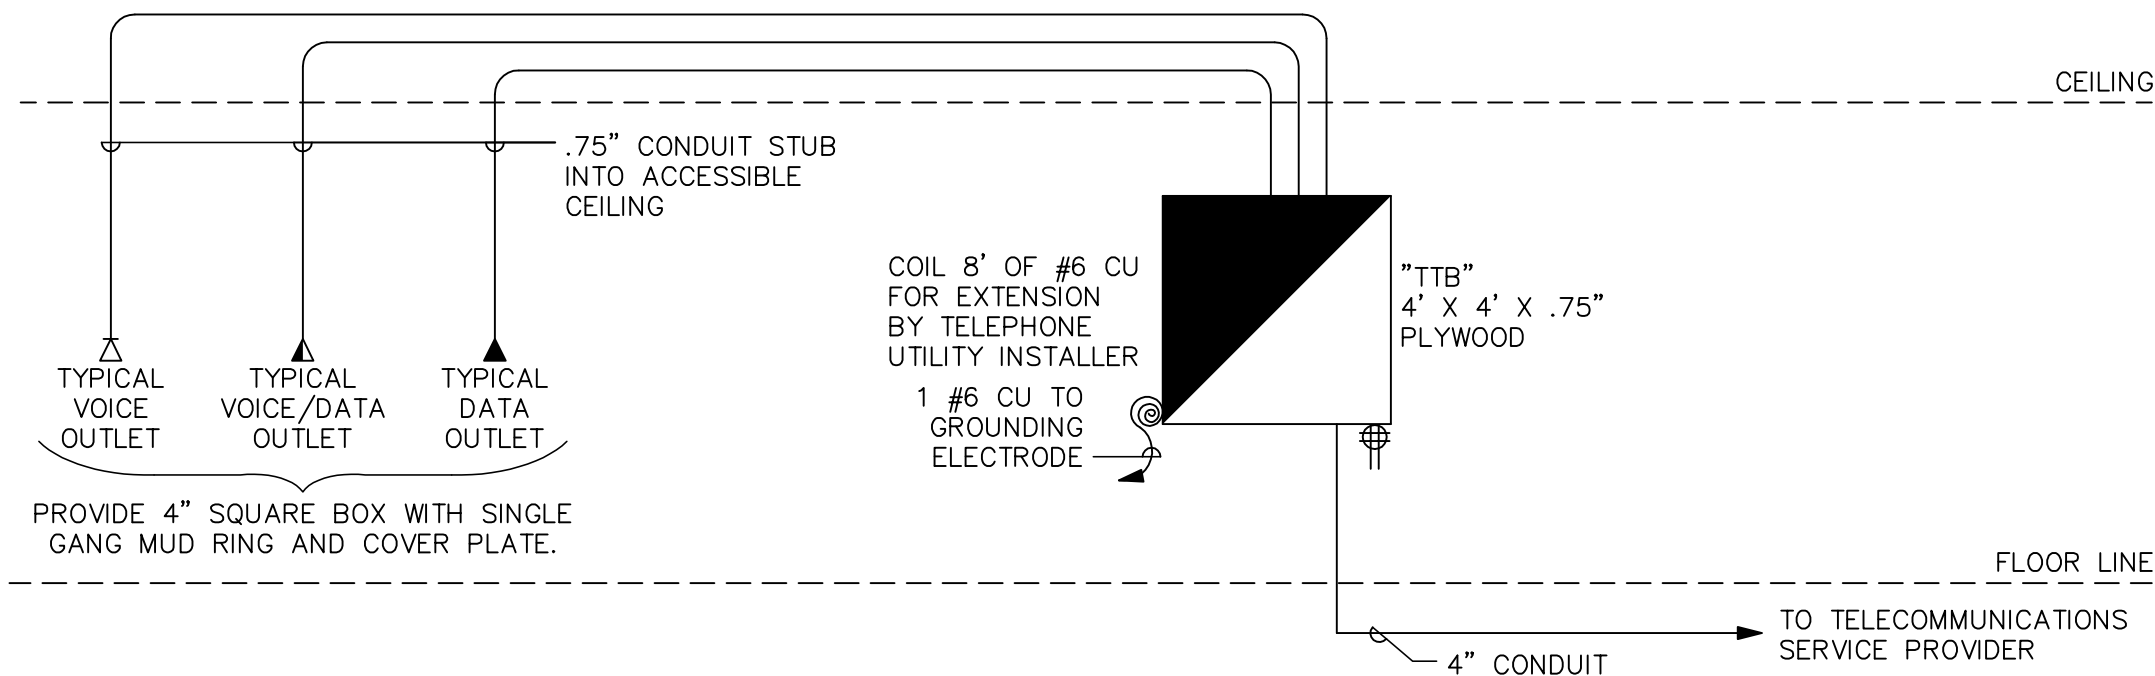 CEILING
.75" CONDUIT STUB
INTO ACCESSIBLE
CEILING
COIL 8' OF #6 CU
FOR EXTENSION
BY TELEPHONE
UTILITY INSTALLER
"TTB"
4' X 4' X .75"
PLYWOOD
1 #6 CU TO
GROUNDING
ELECTRODE
TYPICAL
VOICE
OUTLET
TYPICAL
VOICE/DATA
OUTLET
TYPICAL
DATA
OUTLET
PROVIDE 4" SQUARE BOX WITH SINGLE
GANG MUD RING AND COVER PLATE.
FLOOR LINE
TO TELECOMMUNICATIONS
SERVICE PROVIDER
4" CONDUIT